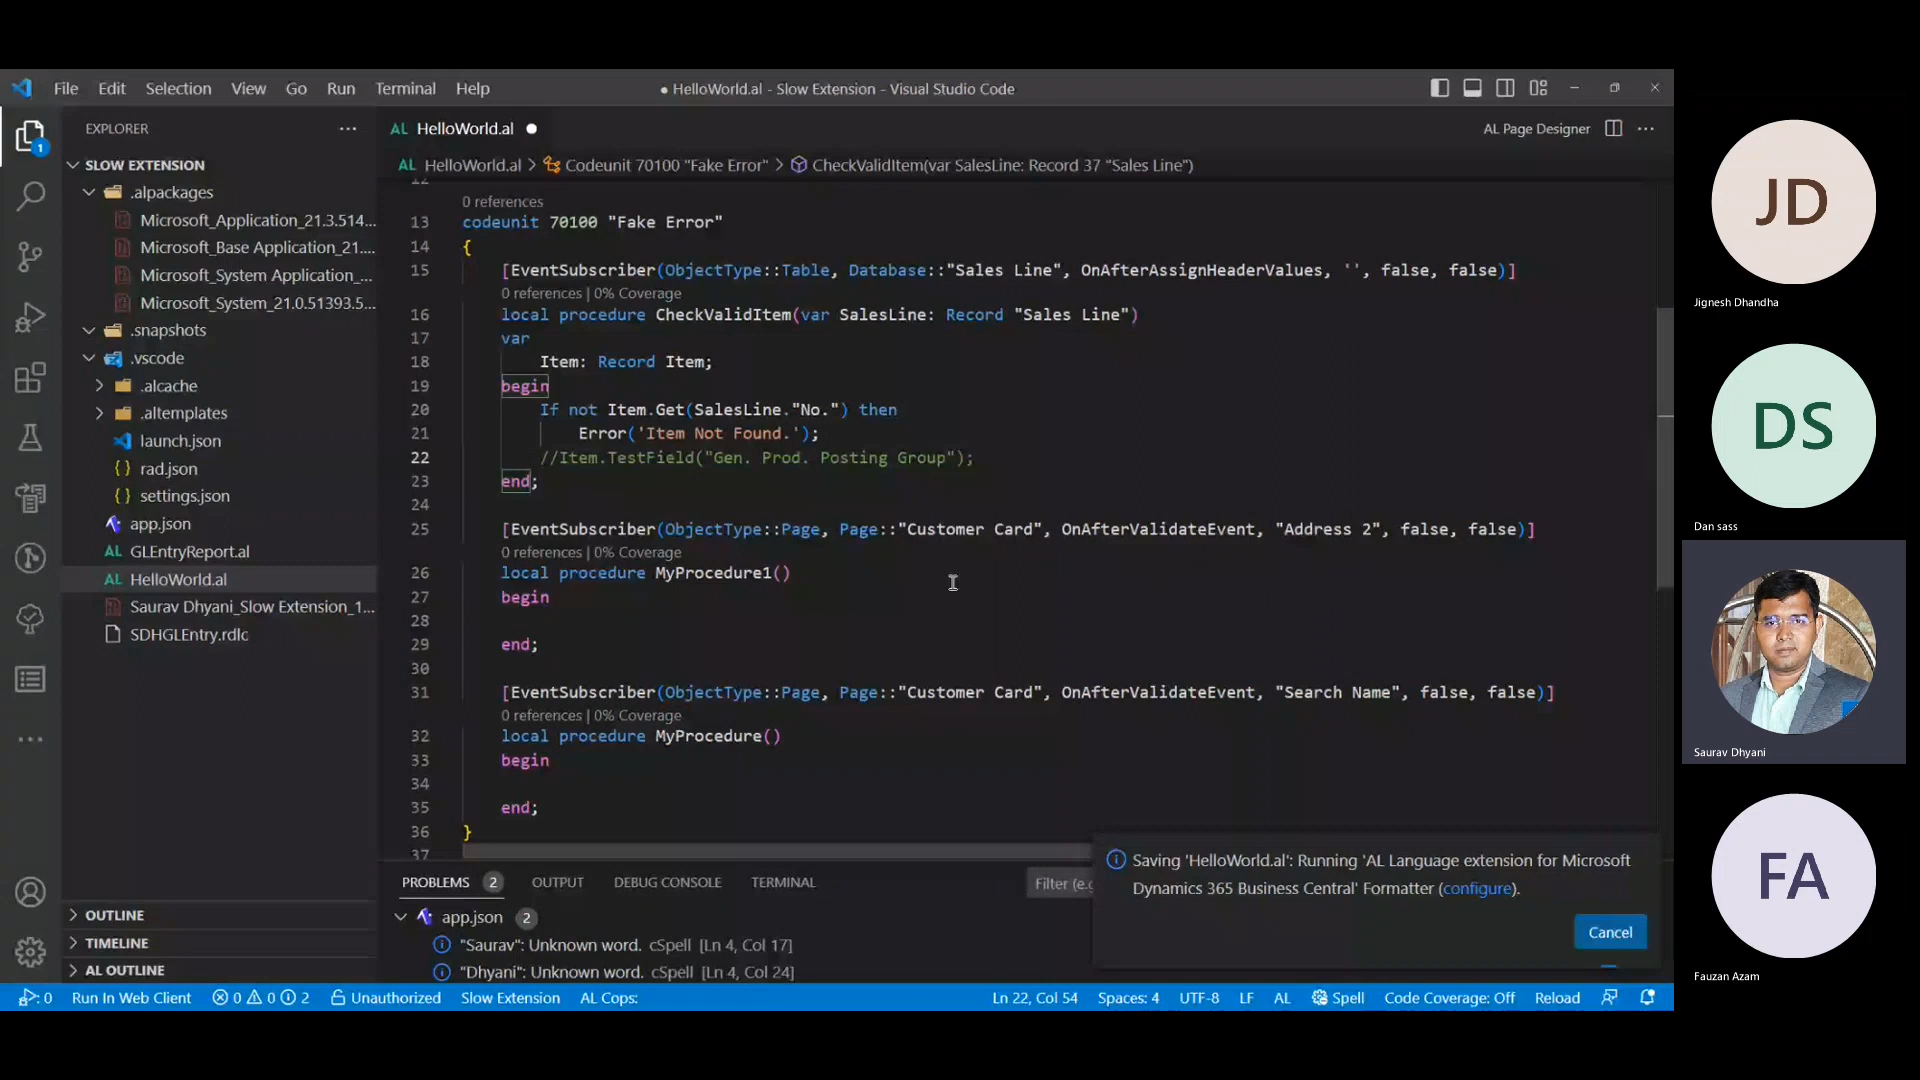 File Edit Selection View Go Run Terminal Help
● HelloWorld.al - Slow Extension - Visual Studio Code
EXPLORER
AL HelloWorld.al
AL Page Designer
SLOW EXTENSION
.alpackages
Microsoft_Application_21.3.514...
Microsoft_Base Application_21....
Microsoft_System Application_...
Microsoft_System_21.0.51393.5...
.snapshots
.vscode
.alcache
.altemplates
launch.json
rad.json
settings.json
app.json
AL GLEntryReport.al
AL HelloWorld.al
Saurav Dhyani_Slow Extension_1...
SDHGLEntry.rdlc
OUTLINE
TIMELINE
AL OUTLINE
AL HelloWorld.al > Codeunit 70100 "Fake Error" > CheckValidItem(var SalesLine: Record 37 "Sales Line")
12
0 references
13 codeunit 70100 "Fake Error"
14 {
15 [EventSubscriber(ObjectType::Table, Database::"Sales Line", OnAfterAssignHeaderValues, '', false, false)]
0 references | 0% Coverage
16 local procedure CheckValidItem(var SalesLine: Record "Sales Line")
17 var
18 Item: Record Item;
19 begin
20 If not Item.Get(SalesLine."No.") then
21 Error('Item Not Found.');
22 //Item.TestField("Gen. Prod. Posting Group");
23 end;
24
25 [EventSubscriber(ObjectType::Page, Page::"Customer Card", OnAfterValidateEvent, "Address 2", false, false)]
0 references | 0% Coverage
26 local procedure MyProcedure1()
27 begin
28
29 end;
30
31 [EventSubscriber(ObjectType::Page, Page::"Customer Card", OnAfterValidateEvent, "Search Name", false, false)]
0 references | 0% Coverage
32 local procedure MyProcedure()
33 begin
34
35 end;
36 }
37
PROBLEMS 2 OUTPUT DEBUG CONSOLE TERMINAL
Filter (e.g
app.json 2
"Saurav": Unknown word. cSpell [Ln 4, Col 17]
"Dhyani": Unknown word. cSpell [Ln 4, Col 24]
Saving 'HelloWorld.al': Running 'AL Language extension for Microsoft
Dynamics 365 Business Central' Formatter (configure).
Cancel
0 Run In Web Client 0 0 2 Unauthorized Slow Extension AL Cops: Ln 22, Col 54 Spaces: 4 UTF-8 LF AL Spell Code Coverage: Off Reload
1
JD
Jignesh Dhandha
DS
Dan sass
Saurav Dhyani
FA
Fauzan Azam